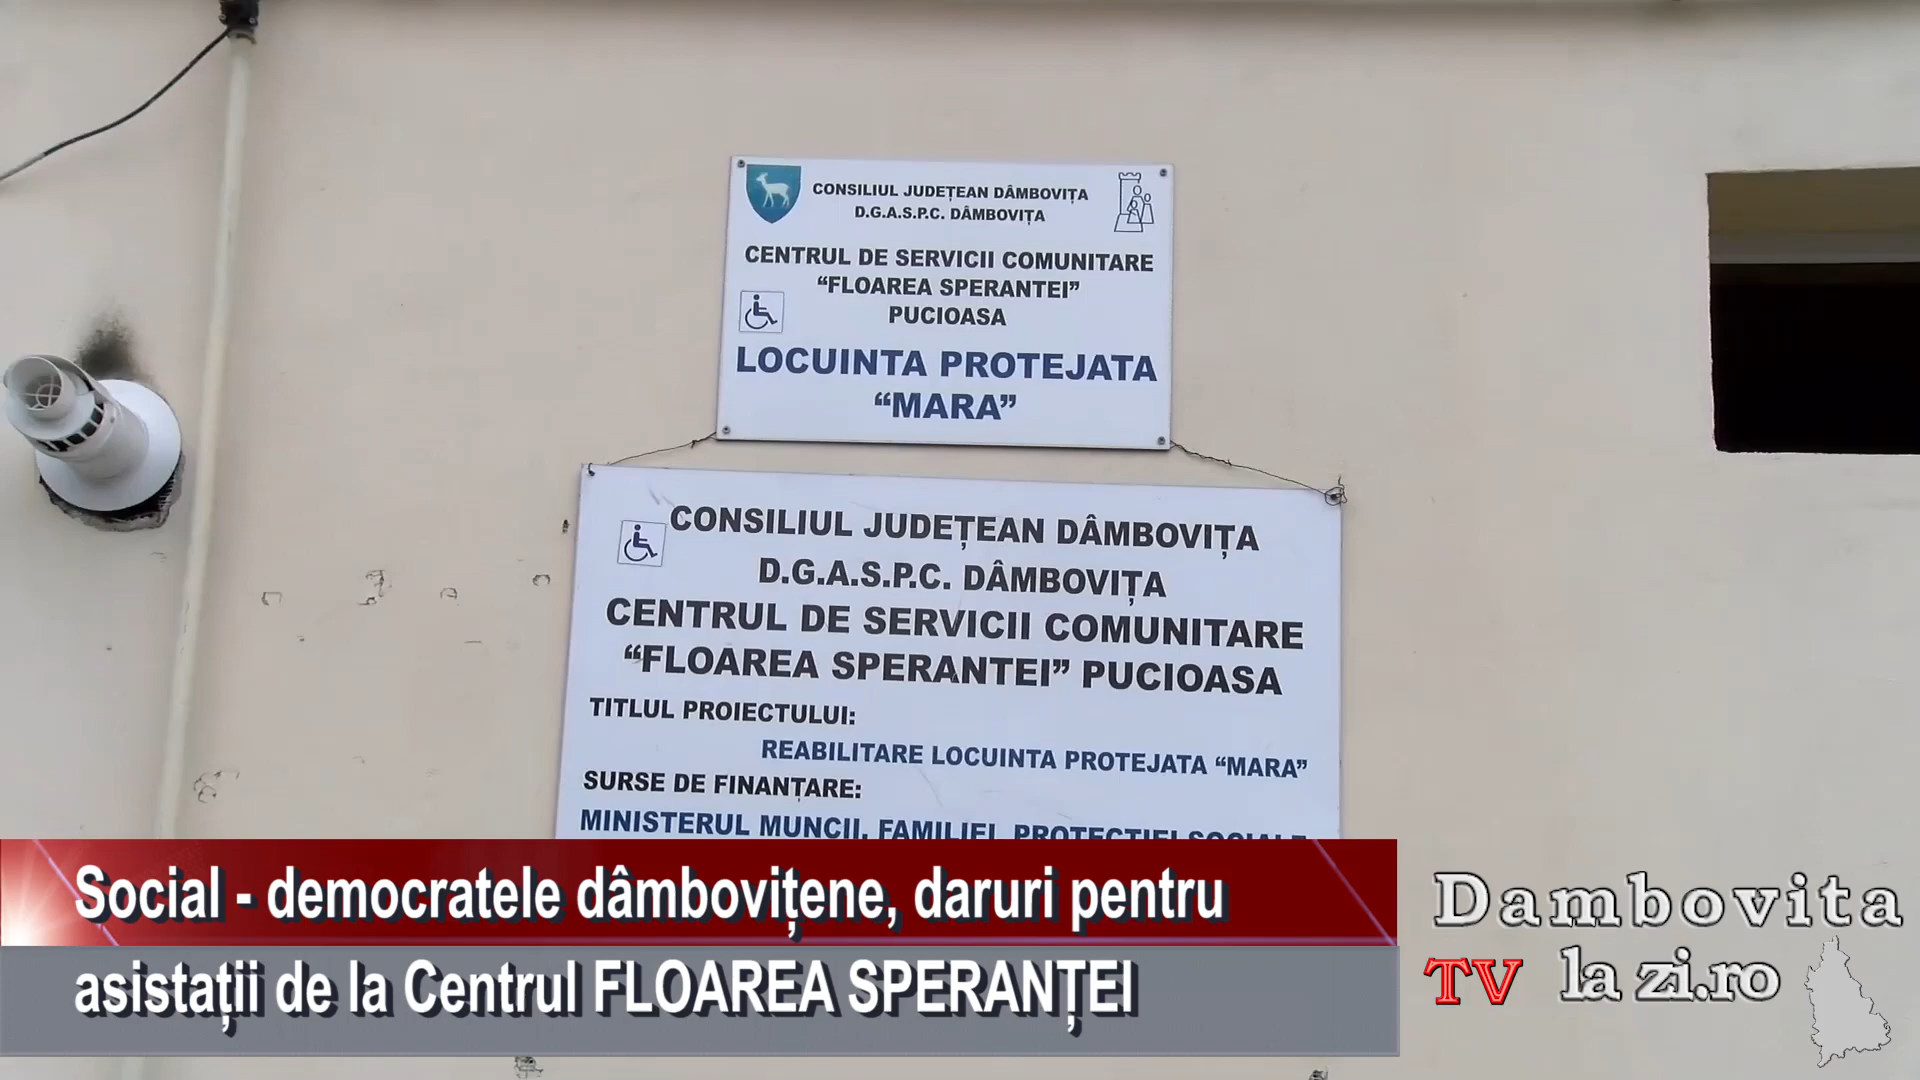 CONSILIUL JUDEȚEAN DÂMBOVIȚA
D.G.A.S.P.C. DÂMBOVIȚA
CENTRUL DE SERVICII COMUNITARE
“FLOAREA SPERANTEI”
PUCIOASA
LOCUINTA PROTEJATA
“MARA”
CONSILIUL JUDEȚEAN DÂMBOVIȚA
D.G.A.S.P.C. DÂMBOVIȚA
CENTRUL DE SERVICII COMUNITARE
“FLOAREA SPERANTEI” PUCIOASA
TITLUL PROIECTULUI:
REABILITARE LOCUINTA PROTEJATA “MARA”
SURSE DE FINANȚARE:
MINISTERUL MUNCII, FAMILIEI, PROTECTIEI SOCIALE
Social - democratele dâmbovițene, daruri pentru
asistații de la Centrul FLOAREA SPERANȚEI
Dambovita
TV la zi.ro